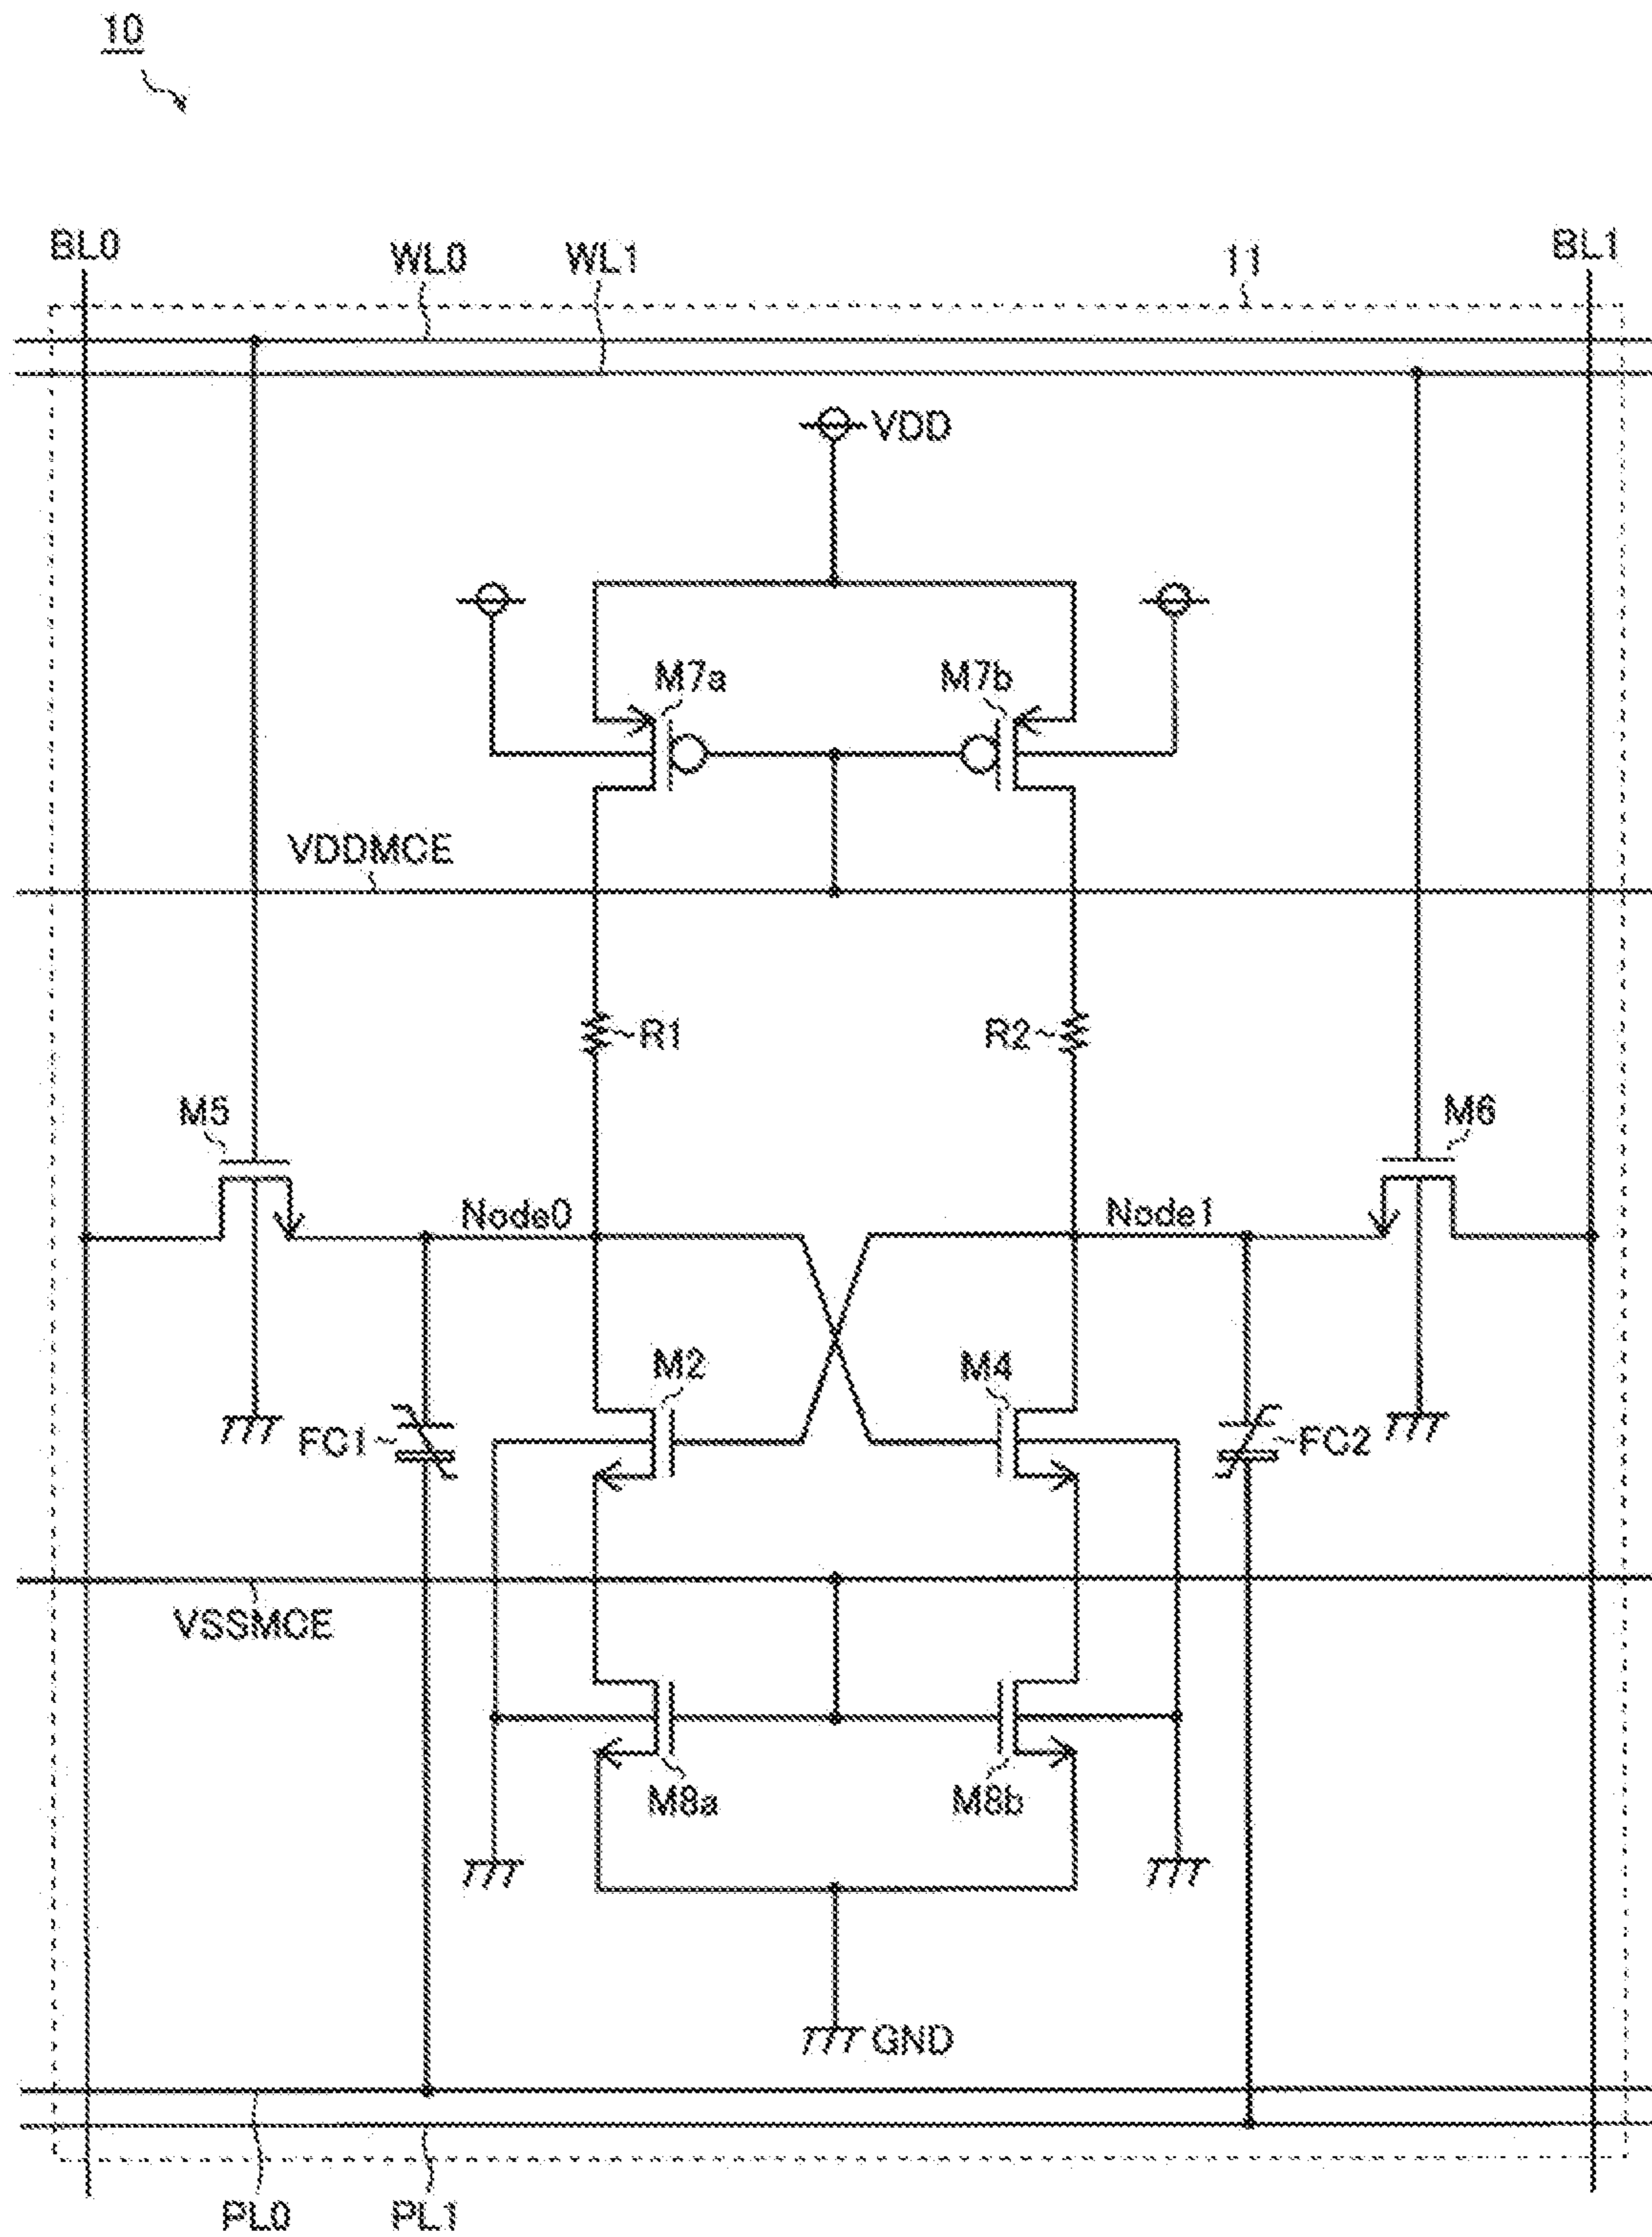 10
BL0
WL0
WL1
11
BL1
VDD
M7a
M7b
VDDMCE
R1
R2
M5
M6
Node0
Node1
M2
M4
FC1
FC2
VSSMCE
M8a
M8b
GND
PL0
PL1